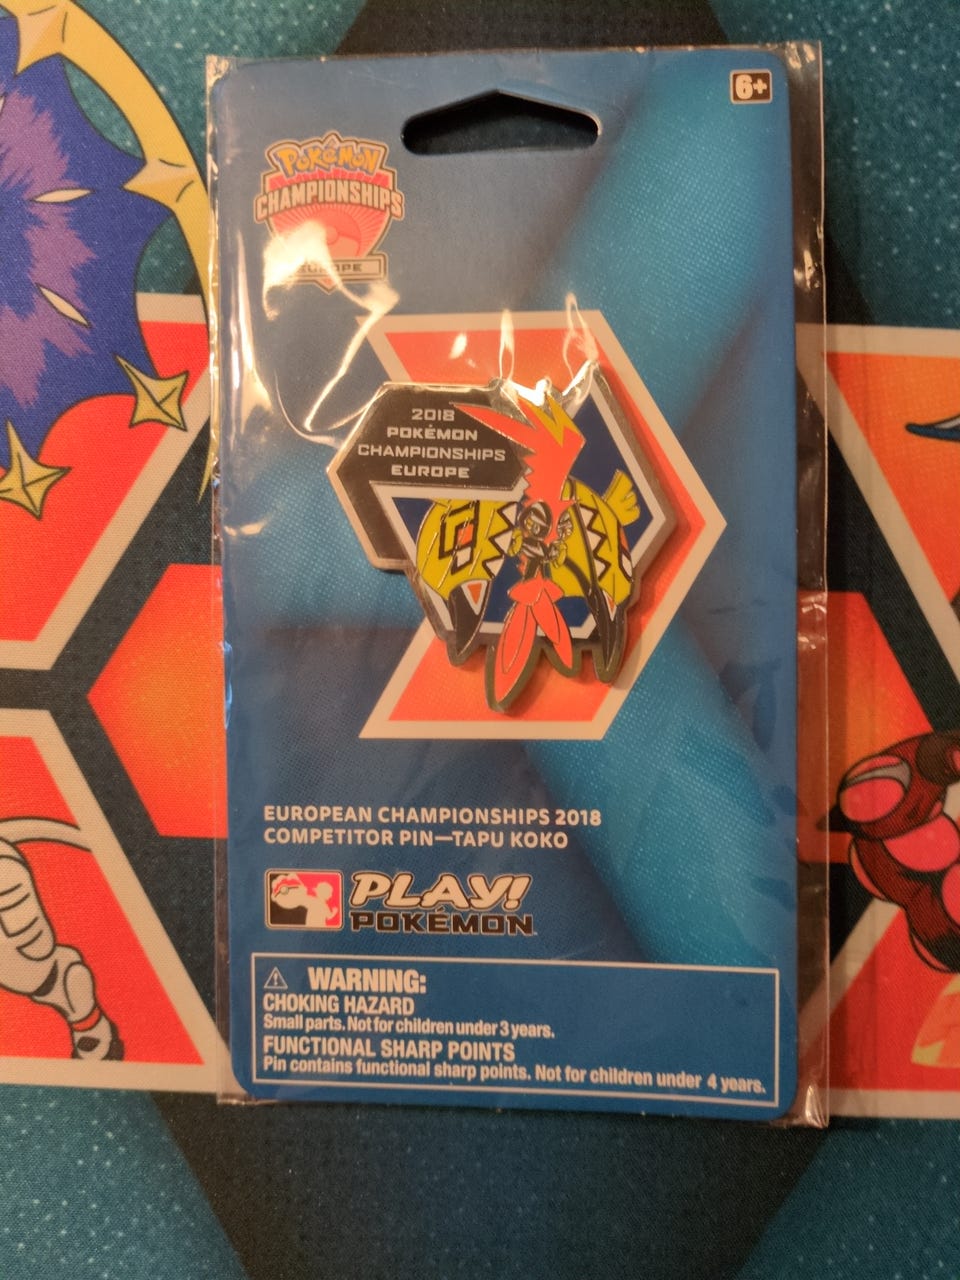 6+
POKéMON
CHAMPIONSHIPS
EUROPE
2018
POKéMON
CHAMPIONSHIPS
EUROPE
EUROPEAN CHAMPIONSHIPS 2018
COMPETITOR PIN—TAPU KOKO
PLAY!
POKéMON
WARNING:
CHOKING HAZARD
Small parts. Not for children under 3 years.
FUNCTIONAL SHARP POINTS
Pin contains functional sharp points. Not for children under 4 years.